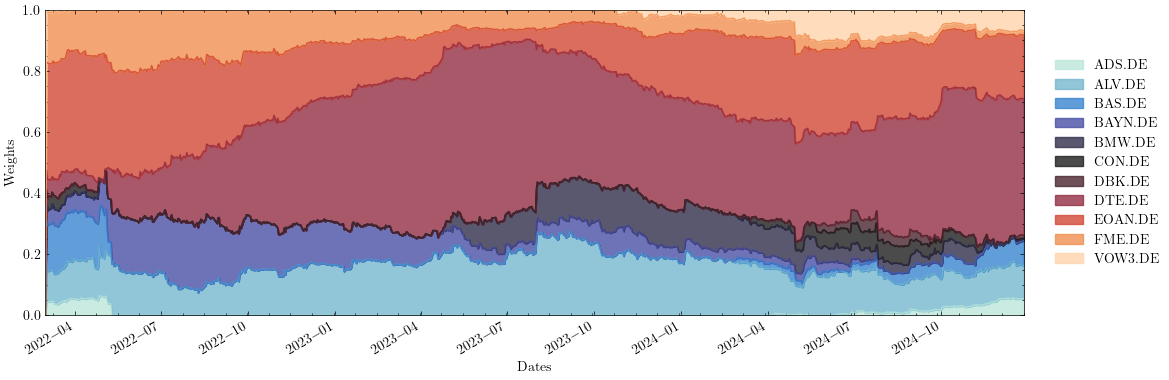 1.0
0.8
0.6
0.4
0.2
0.0
Weights
2022−04
2022−07
2022−10
2023−01
2023−04
2023−07
2023−10
2024−01
2024−04
2024−07
2024−10
Dates
ADS.DE
ALV.DE
BAS.DE
BAYN.DE
BMW.DE
CON.DE
DBK.DE
DTE.DE
EOAN.DE
FME.DE
VOW3.DE